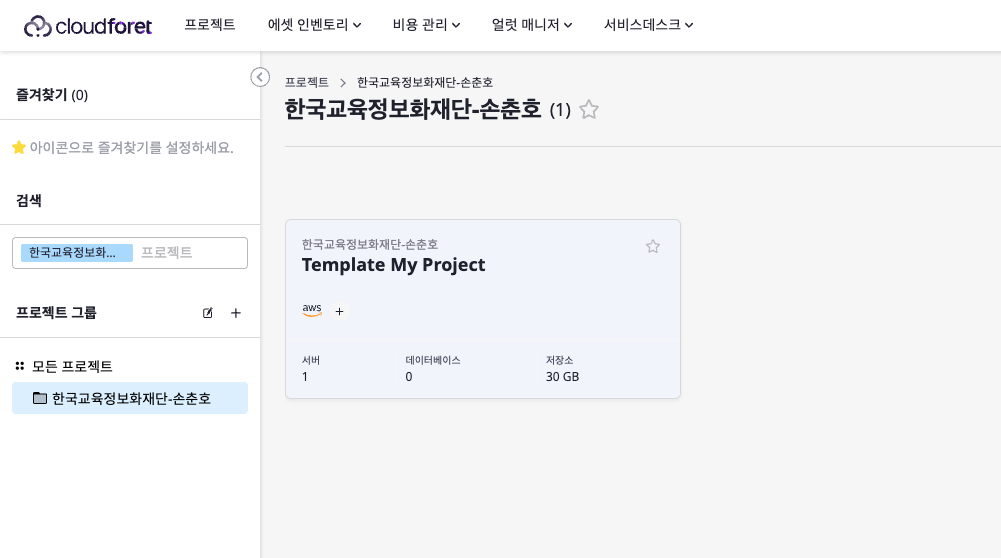 cloudforet
프로젝트
에셋 인벤토리
비용 관리
얼럿 매니저
서비스데스크
즐겨찾기 (0)
아이콘으로 즐겨찾기를 설정하세요.
검색
한국교육정보화... 프로젝트
프로젝트 그룹
모든 프로젝트
한국교육정보화재단-손춘호
프로젝트 > 한국교육정보화재단-손춘호
한국교육정보화재단-손춘호 (1)
한국교육정보화재단-손춘호
Template My Project
aws +
서버 데이터베이스 저장소
1 0 30 GB